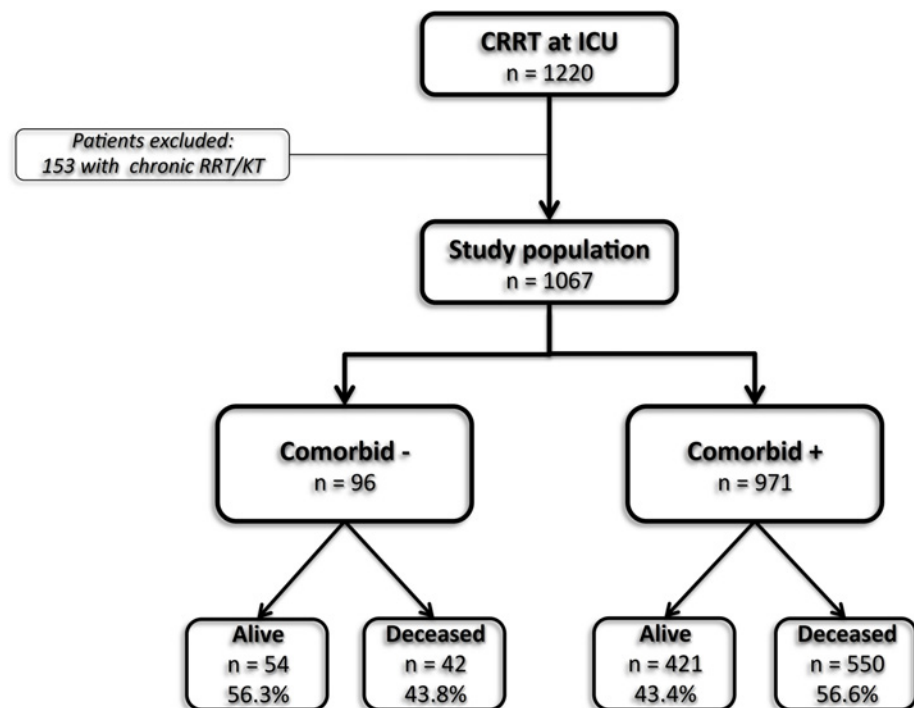 CRRT at ICU
n = 1220
Patients excluded:
153 with chronic RRT/KT
Study population
n = 1067
Comorbid -
n = 96
Comorbid +
n = 971
Alive
n = 54
56.3%
Deceased
n = 42
43.8%
Alive
n = 421
43.4%
Deceased
n = 550
56.6%